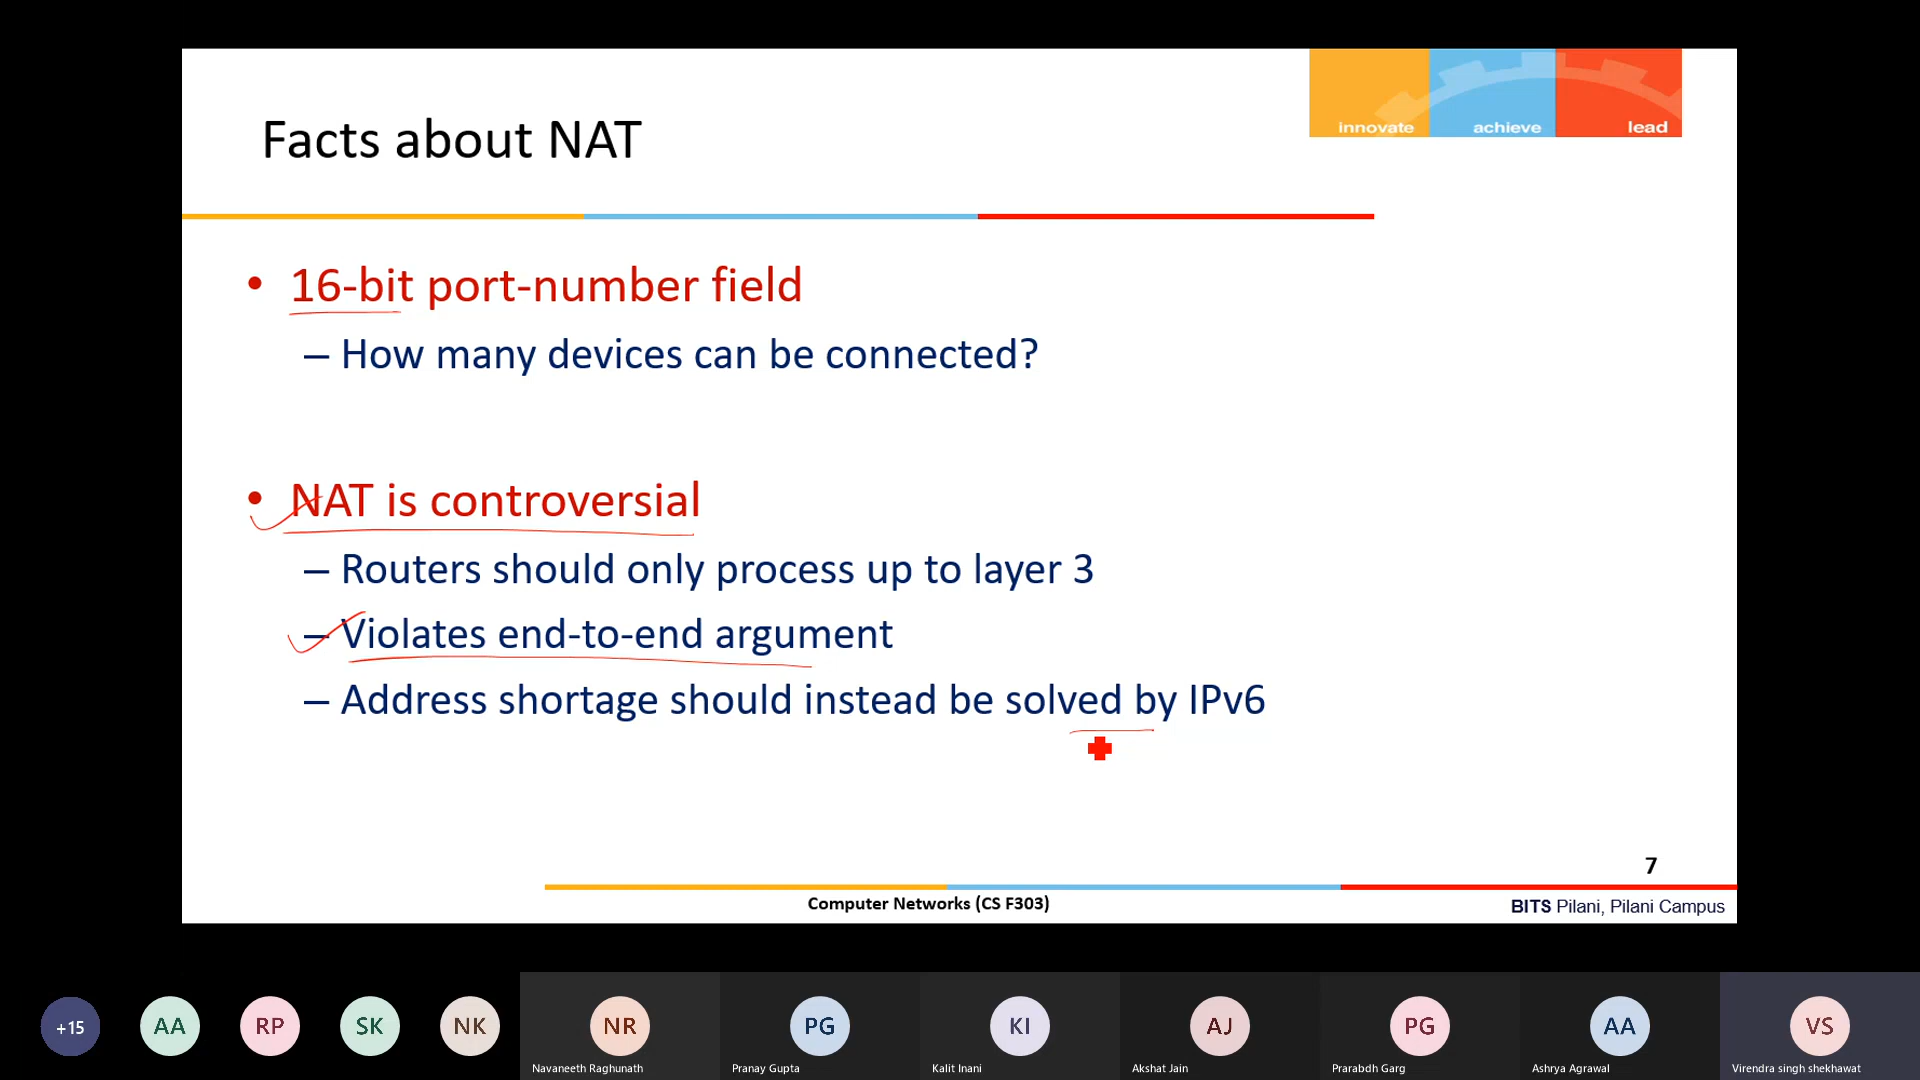 innovate achieve lead
Facts about NAT
• 16-bit port-number field
– How many devices can be connected?
• NAT is controversial
– Routers should only process up to layer 3
– Violates end-to-end argument
– Address shortage should instead be solved by IPv6
7
Computer Networks (CS F303)
BITS Pilani, Pilani Campus
+15 AA RP SK NK NR PG KI AJ PG AA VS
Navaneeth Raghunath Pranay Gupta Kalit Inani Akshat Jain Prarabdh Garg Ashrya Agrawal Virendra singh shekhawat